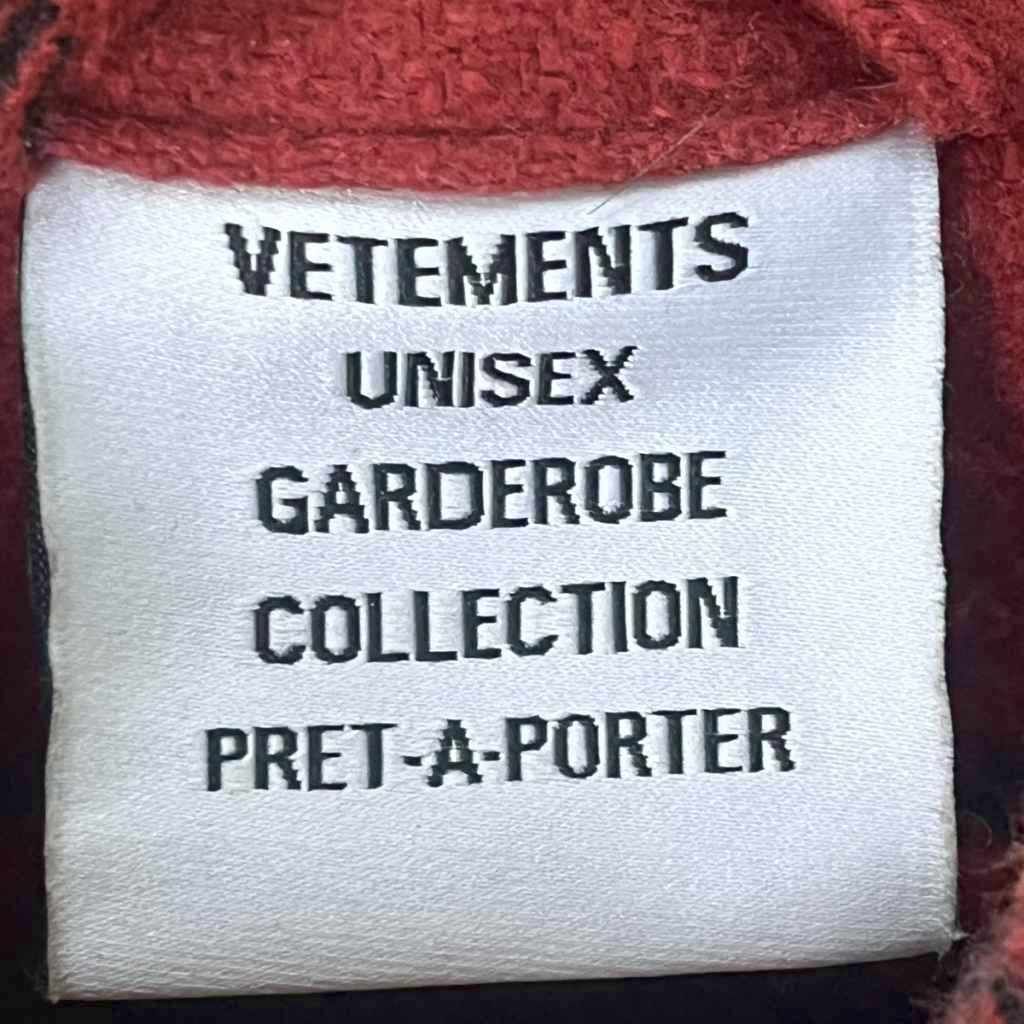 VETEMENTS
UNISEX
GARDEROBE
COLLECTION
PRET-A-PORTER